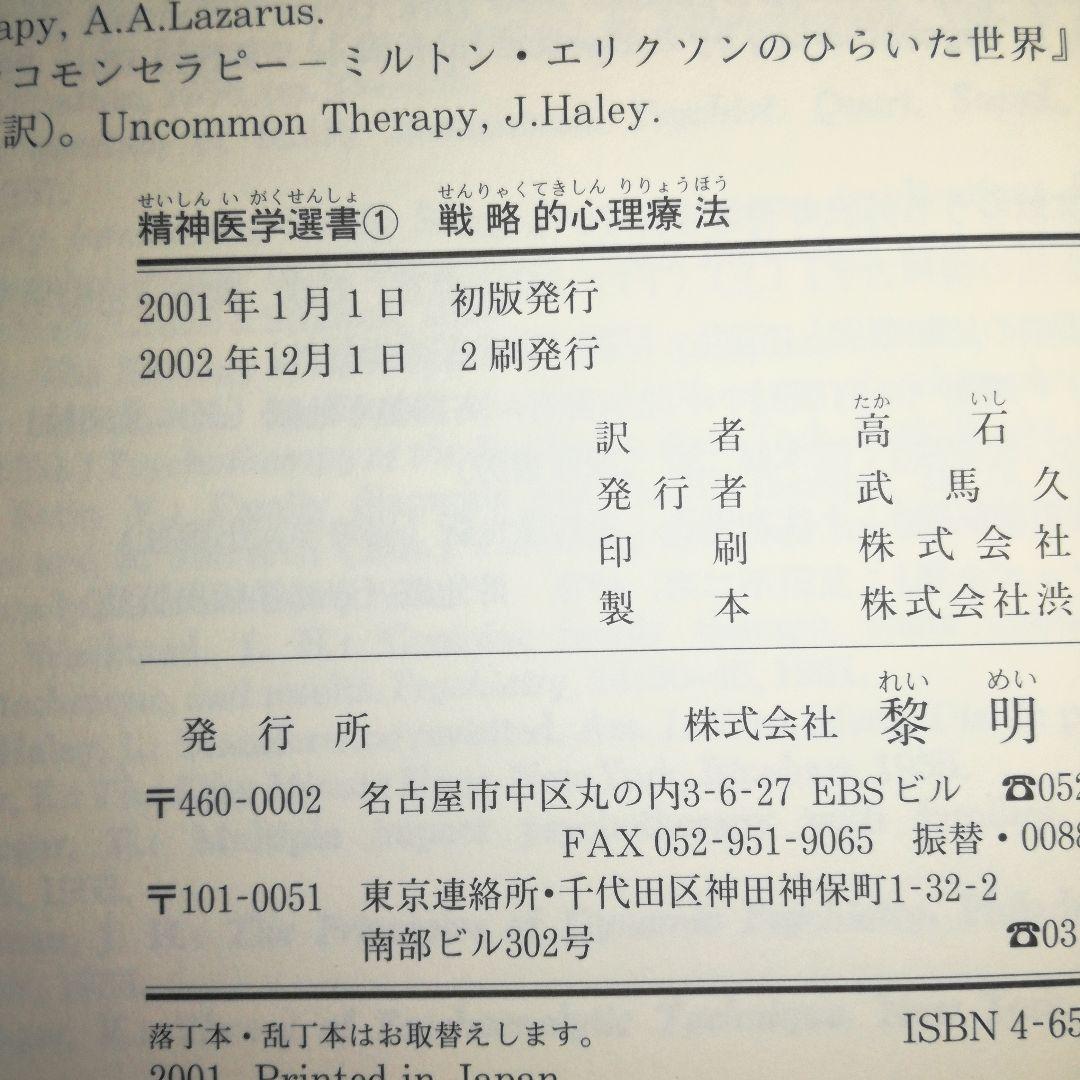 apy, A.A.Lazarus.
コモンセラピー－ミルトン・エリクソンのひらいた世界』
訳）。Uncommon Therapy, J.Haley.
せいしん い がくせんしょ せんりゃくてきしん りりょうほう
精神医学選書① 戦略的心理療法
2001年1月1日 初版発行
2002年12月1日 2刷発行
たか いし
訳者 高石
発行者 武馬久
印刷 株式会社
製本 株式会社渋
れい めい
発行所 株式会社 黎明
〒460-0002 名古屋市中区丸の内3-6-27 EBSビル ☎052
FAX 052-951-9065 振替・0088
〒101-0051 東京連絡所・千代田区神田神保町1-32-2
南部ビル302号 ☎03
落丁本・乱丁本はお取替えします。 ISBN 4-65
2001, Printed in Japan